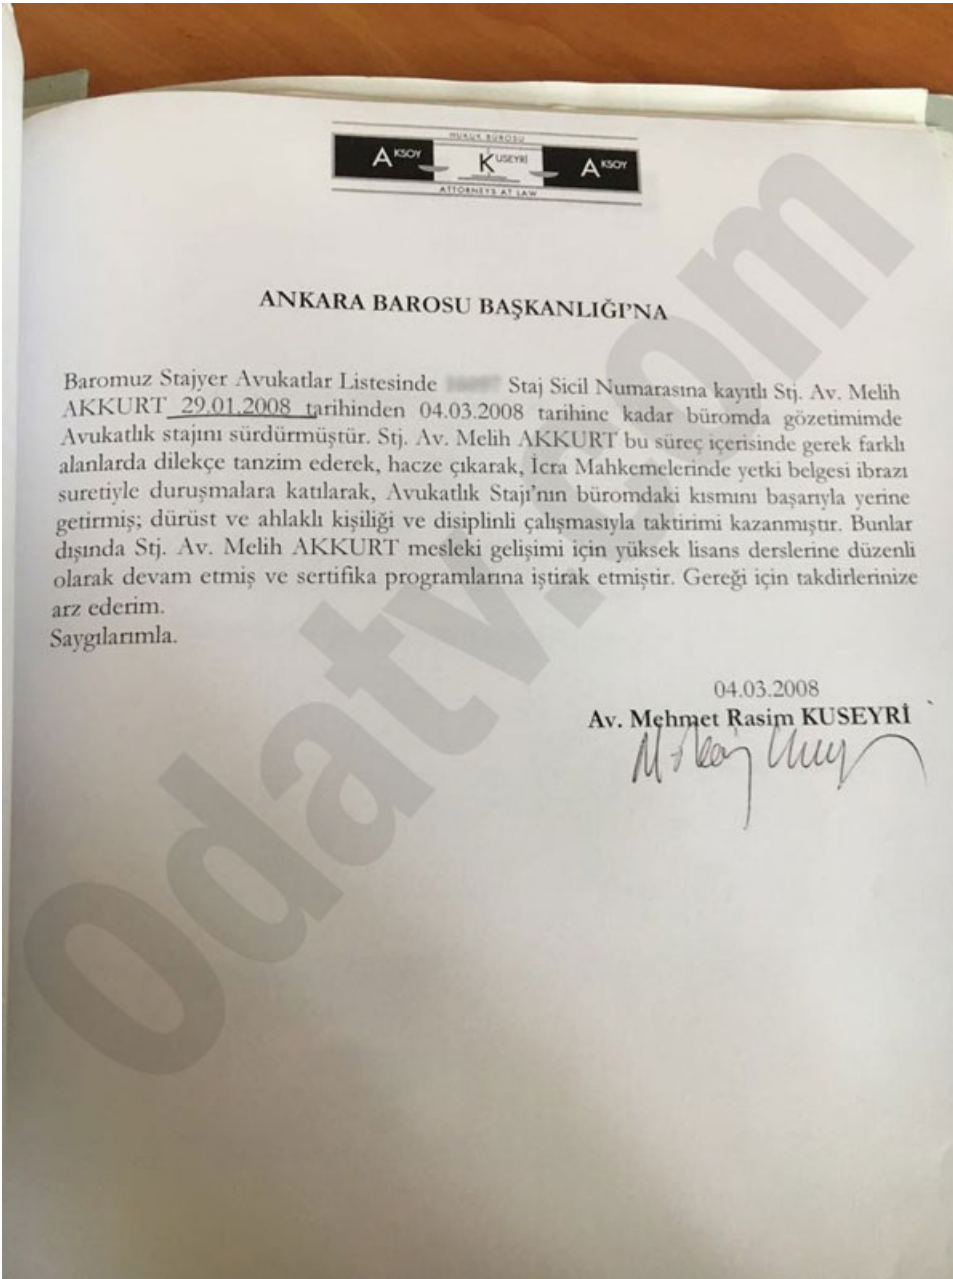 HUKUK BÜROSU
AKSOY KUSEYRİ AKSOY
ATTORNEYS AT LAW
ANKARA BAROSU BAŞKANLIĞI'NA
Baromuz Stajyer Avukatlar Listesinde Staj Sicil Numarasına kayıtlı Stj. Av. Melih
AKKURT 29.01.2008 tarihinden 04.03.2008 tarihine kadar büromda gözetimimde
Avukatlık stajını sürdürmüştür. Stj. Av. Melih AKKURT bu süreç içerisinde gerek farklı
alanlarda dilekçe tanzim ederek, hacze çıkarak, İcra Mahkemelerinde yetki belgesi ibrazı
suretiyle duruşmalara katılarak, Avukatlık Stajı'nın büromdaki kısmını başarıyla yerine
getirmiş; dürüst ve ahlaklı kişiliği ve disiplinli çalışmasıyla taktirimi kazanmıştır. Bunlar
dışında Stj. Av. Melih AKKURT mesleki gelişimi için yüksek lisans derslerine düzenli
olarak devam etmiş ve sertifika programlarına iştirak etmiştir. Gereği için takdirlerinize
arz ederim.
Saygılarımla.
04.03.2008
Av. Mehmet Rasim KUSEYRİ
Odatv.com